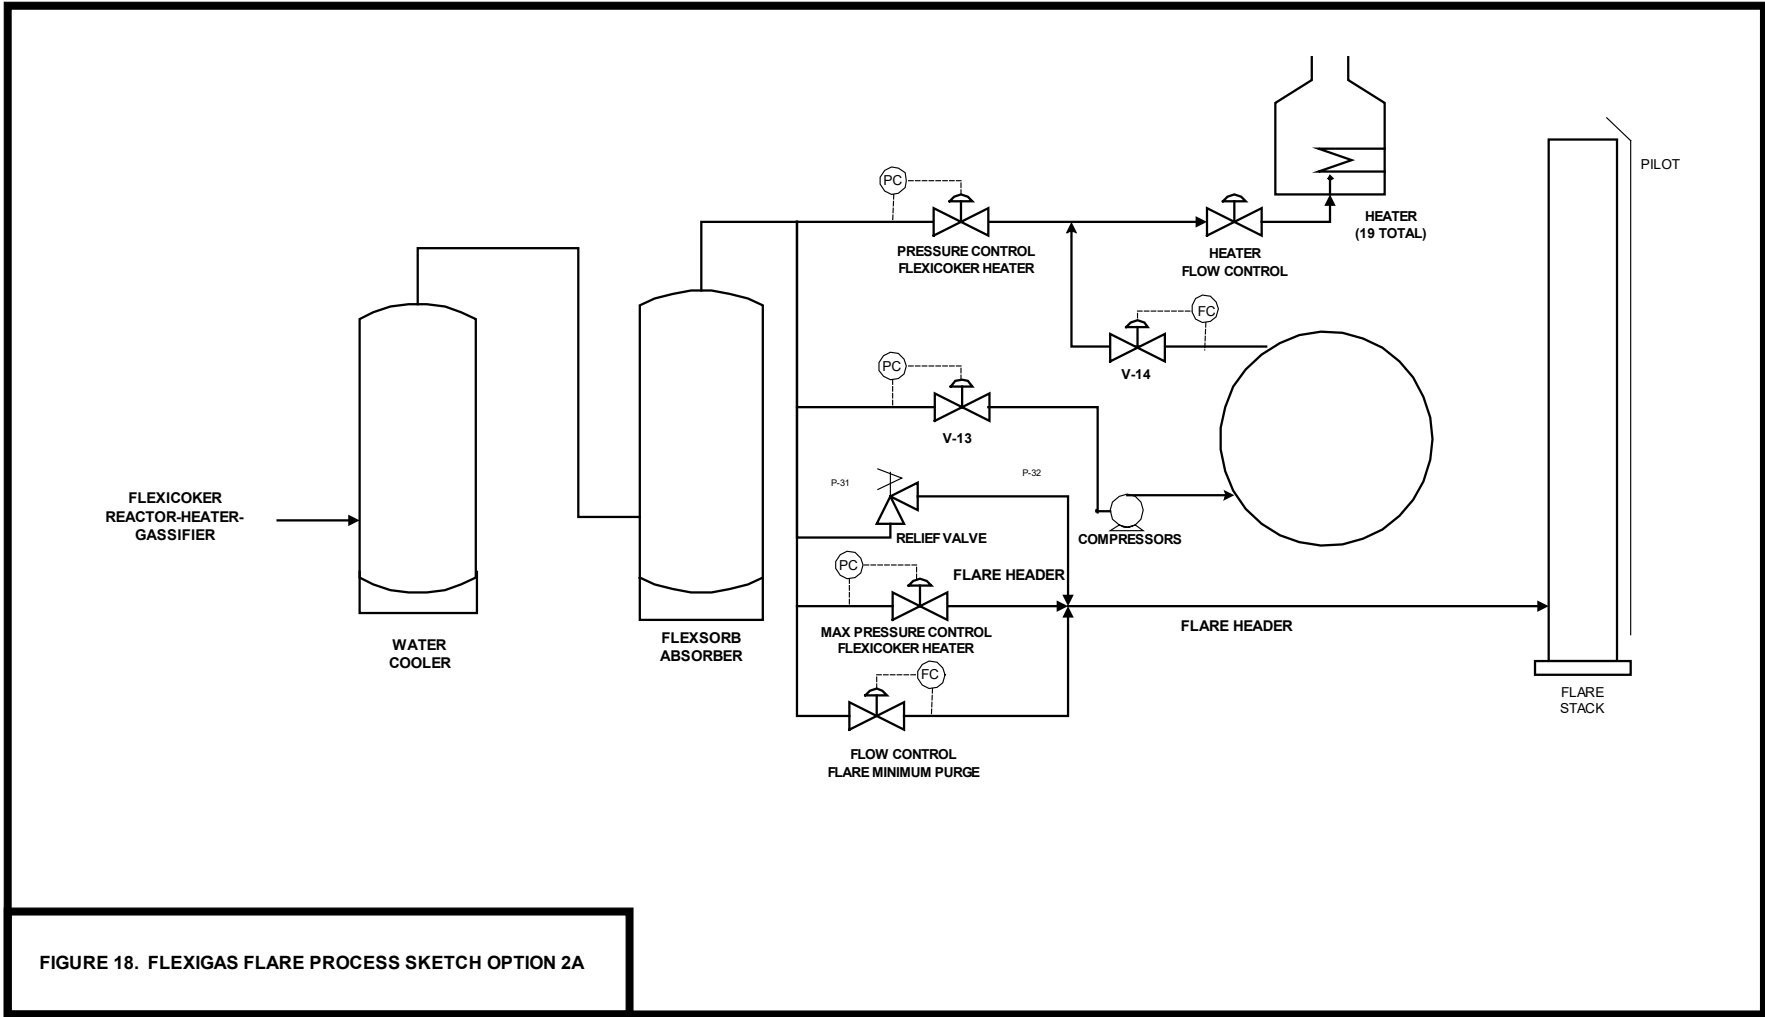 PILOT
PC
PRESSURE CONTROL
FLEXICOKER HEATER
HEATER
FLOW CONTROL
HEATER
(19 TOTAL)
FC
V-14
PC
V-13
P-31
P-32
RELIEF VALVE
COMPRESSORS
FLEXICOKER
REACTOR-HEATER-
GASSIFIER
PC
FLARE HEADER
MAX PRESSURE CONTROL
FLEXICOKER HEATER
FLARE HEADER
WATER
COOLER
FLEXSORB
ABSORBER
FC
FLOW CONTROL
FLARE MINIMUM PURGE
FLARE
STACK
FIGURE 18. FLEXIGAS FLARE PROCESS SKETCH OPTION 2A